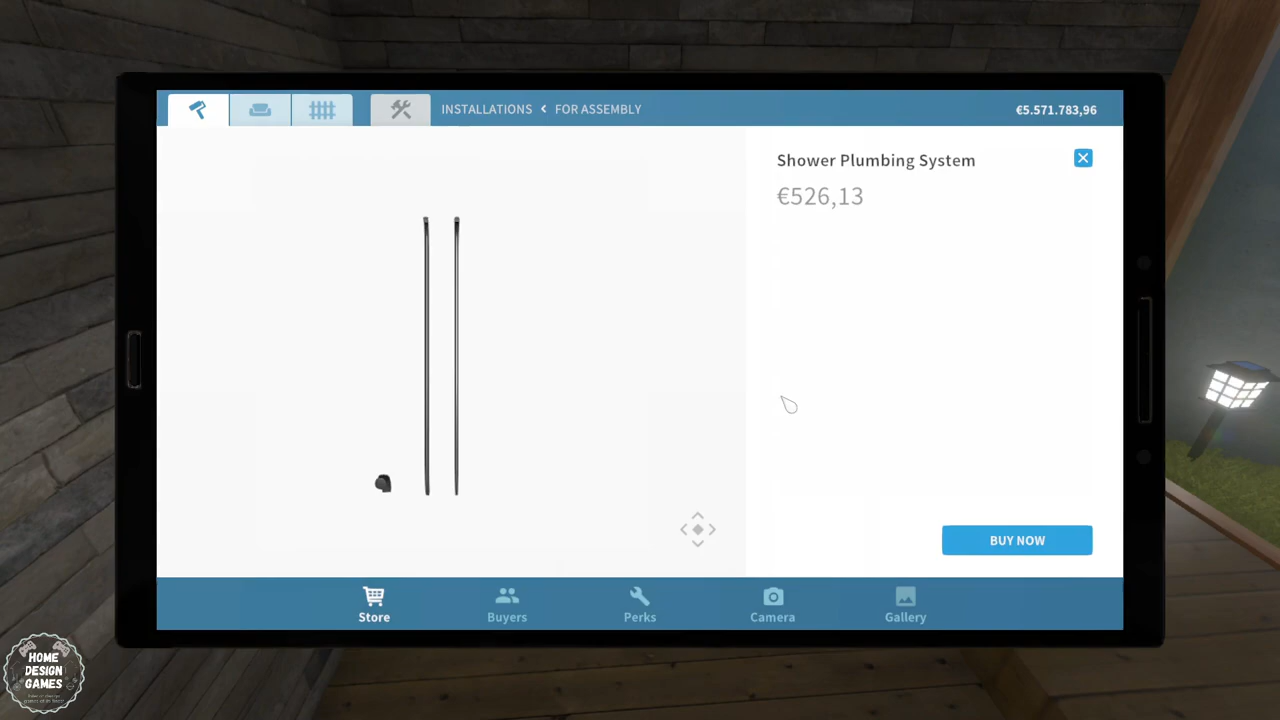 INSTALLATIONS < FOR ASSEMBLY
€5.571.783,96
Shower Plumbing System
€526,13
BUY NOW
Store
Buyers
Perks
Camera
Gallery
HOME
DESIGN
GAMES